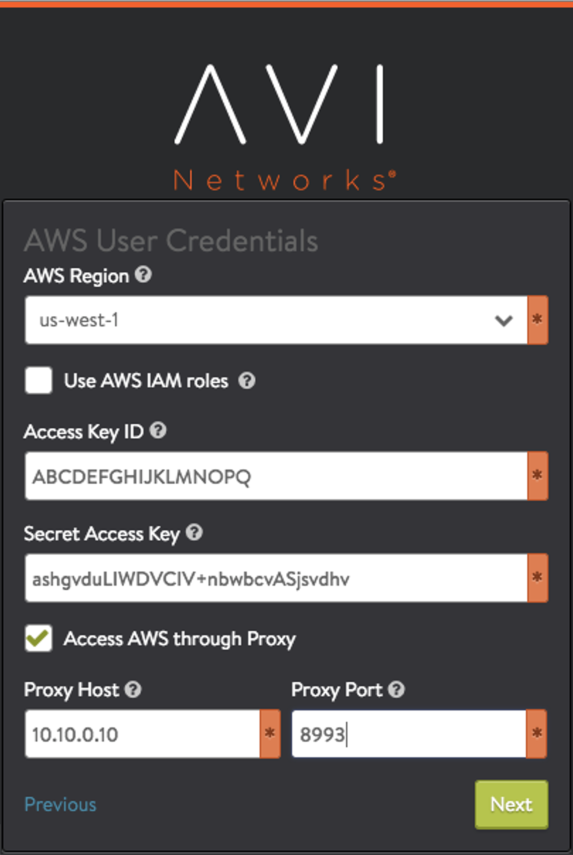 AVI
Networks®
AWS User Credentials
AWS Region ?
us-west-1 *
Use AWS IAM roles ?
Access Key ID ?
ABCDEFGHIJKLMNOPQ *
Secret Access Key ?
ashgvduLIWDVCIV+nbwbcvASjsvdhv *
Access AWS through Proxy
Proxy Host ? Proxy Port ?
10.10.0.10 * 8993 *
Previous Next